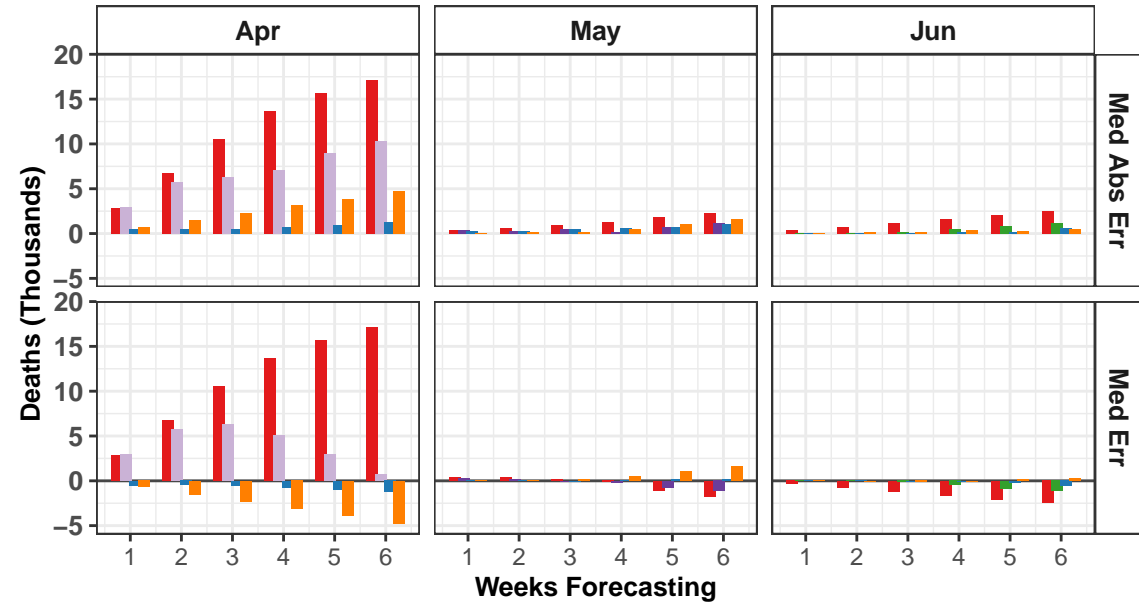 Apr May Jun
20
15
10
5
0
−5
Med Abs Err
20
15
10
5
0
−5
Med Err
Deaths (Thousands)
1 2 3 4 5 6 1 2 3 4 5 6 1 2 3 4 5 6
Weeks Forecasting